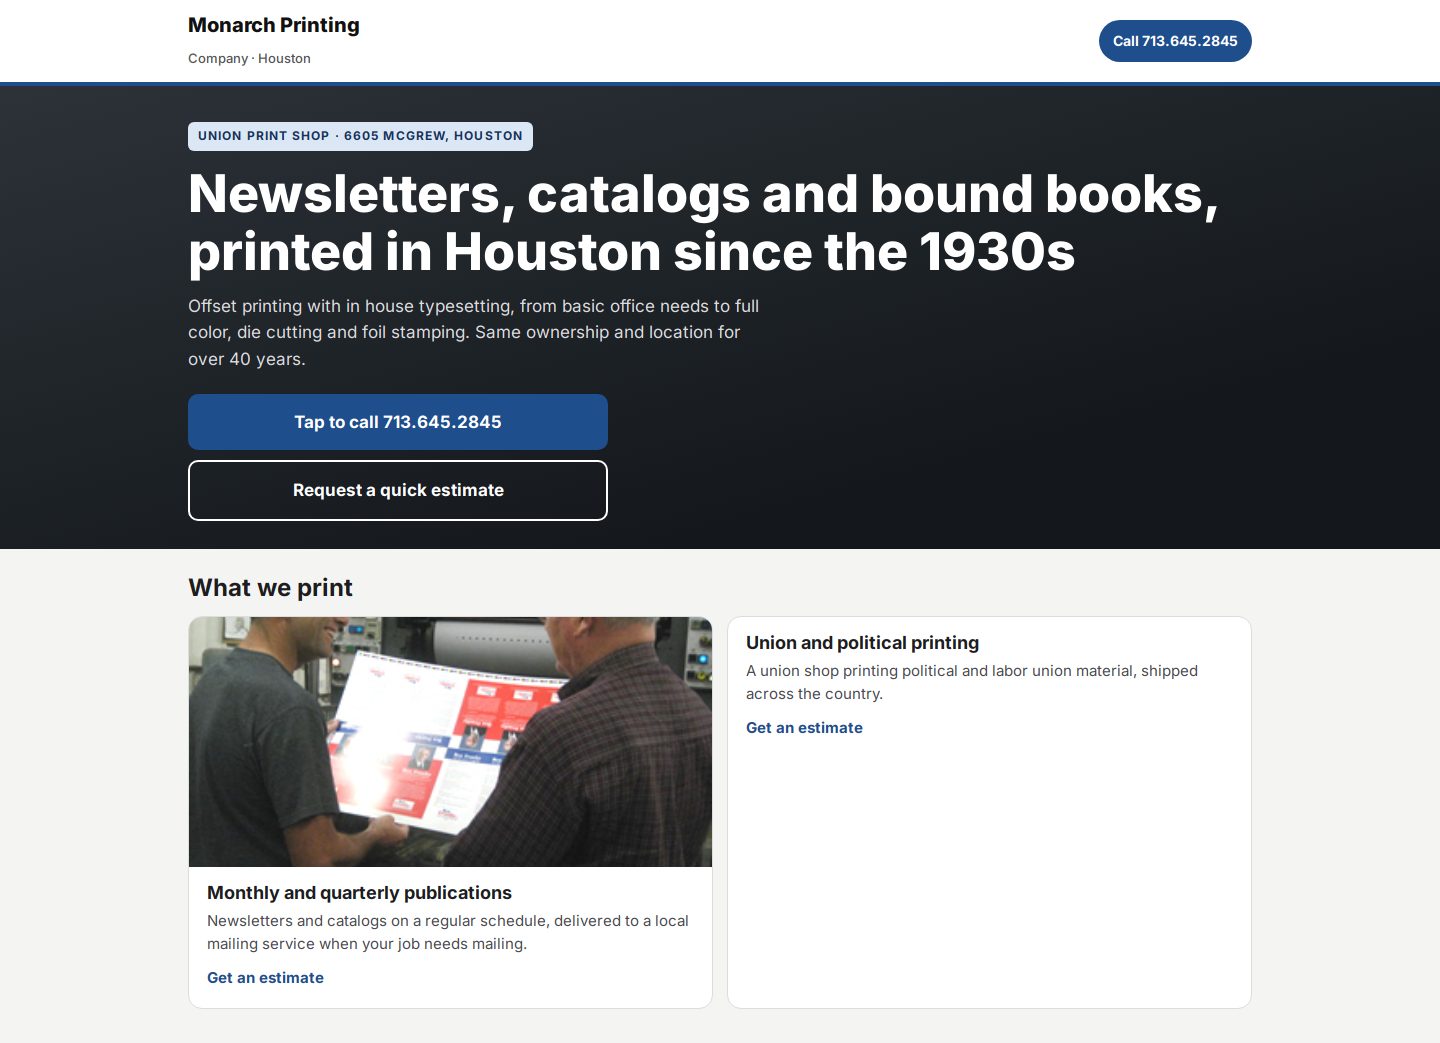 Monarch Printing
Company · Houston
Call 713.645.2845
UNION PRINT SHOP · 6605 MCGREW, HOUSTON
Newsletters, catalogs and bound books,
printed in Houston since the 1930s
Offset printing with in house typesetting, from basic office needs to full
color, die cutting and foil stamping. Same ownership and location for
over 40 years.
Tap to call 713.645.2845
Request a quick estimate
What we print
Monthly and quarterly publications
Newsletters and catalogs on a regular schedule, delivered to a local
mailing service when your job needs mailing.
Get an estimate
Union and political printing
A union shop printing political and labor union material, shipped
across the country.
Get an estimate